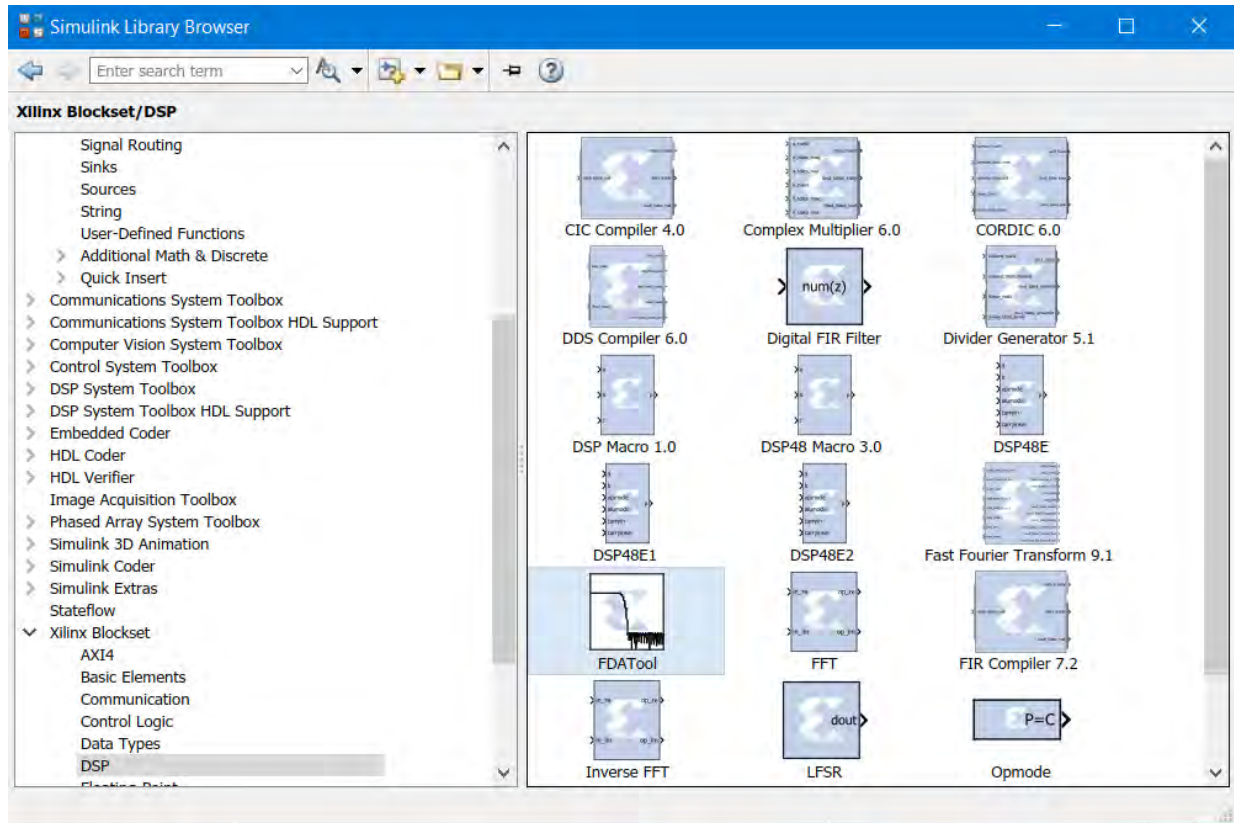 Simulink Library Browser
Enter search term
Xilinx Blockset/DSP
Signal Routing
Sinks
Sources
String
User-Defined Functions
Additional Math & Discrete
Quick Insert
Communications System Toolbox
Communications System Toolbox HDL Support
Computer Vision System Toolbox
Control System Toolbox
DSP System Toolbox
DSP System Toolbox HDL Support
Embedded Coder
HDL Coder
HDL Verifier
Image Acquisition Toolbox
Phased Array System Toolbox
Simulink 3D Animation
Simulink Coder
Simulink Extras
Stateflow
Xilinx Blockset
AXI4
Basic Elements
Communication
Control Logic
Data Types
DSP
CIC Compiler 4.0
Complex Multiplier 6.0
CORDIC 6.0
num(z)
DDS Compiler 6.0
Digital FIR Filter
Divider Generator 5.1
DSP Macro 1.0
DSP48 Macro 3.0
DSP48E
DSP48E1
DSP48E2
Fast Fourier Transform 9.1
FDATool
FFT
FIR Compiler 7.2
dout
P=C
Inverse FFT
LFSR
Opmode